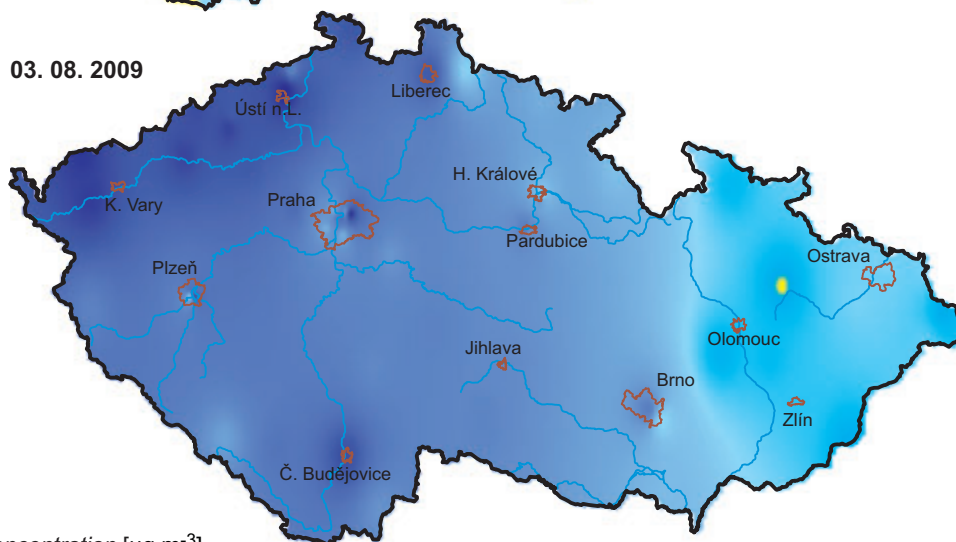 03. 08. 2009
Liberec
Ústí n.L.
H. Králové
K. Vary
Praha
Pardubice
Ostrava
Plzeň
Olomouc
Jihlava
Brno
Zlín
Č. Budějovice